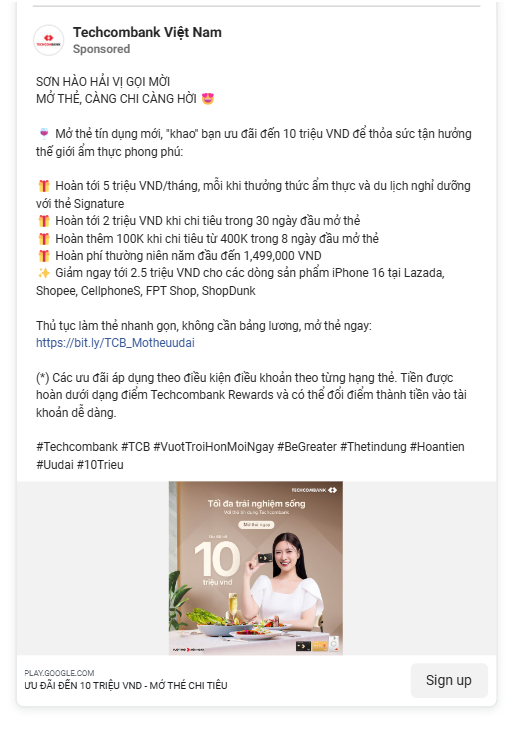 Techcombank Việt Nam
Sponsored
SƠN HÀO HẢI VỊ GỌI MỜI
MỞ THẺ, CÀNG CHI CÀNG HỜI 😍
🍷 Mở thẻ tín dụng mới, "khao" bạn ưu đãi đến 10 triệu VND để thỏa sức tận hưởng
thế giới ẩm thực phong phú:
🎁 Hoàn tới 5 triệu VND/tháng, mỗi khi thưởng thức ẩm thực và du lịch nghỉ dưỡng
với thẻ Signature
🎁 Hoàn tới 2 triệu VND khi chi tiêu trong 30 ngày đầu mở thẻ
🎁 Hoàn thêm 100K khi chi tiêu từ 400K trong 8 ngày đầu mở thẻ
🎁 Hoàn phí thường niên năm đầu đến 1,499,000 VND
✨ Giảm ngay tới 2.5 triệu VND cho các dòng sản phẩm iPhone 16 tại Lazada,
Shopee, CellphoneS, FPT Shop, ShopDunk
Thủ tục làm thẻ nhanh gọn, không cần bảng lương, mở thẻ ngay:
https://bit.ly/TCB_Motheuudai
(*) Các ưu đãi áp dụng theo điều kiện điều khoản theo từng hạng thẻ. Tiền được
hoàn dưới dạng điểm Techcombank Rewards và có thể đổi điểm thành tiền vào tài
khoản dễ dàng.
#Techcombank #TCB #VuotTroiHonMoiNgay #BeGreater #Thetindung #Hoantien
#Uudai #10Trieu
TECHCOMBANK
Tối đa trải nghiệm sống
Với thẻ tín dụng Techcombank
Mở thẻ ngay
Ưu đãi tới
10
triệu vnd
PLAY.GOOGLE.COM
ƯU ĐÃI ĐẾN 10 TRIỆU VND - MỞ THẺ CHI TIÊU
Sign up